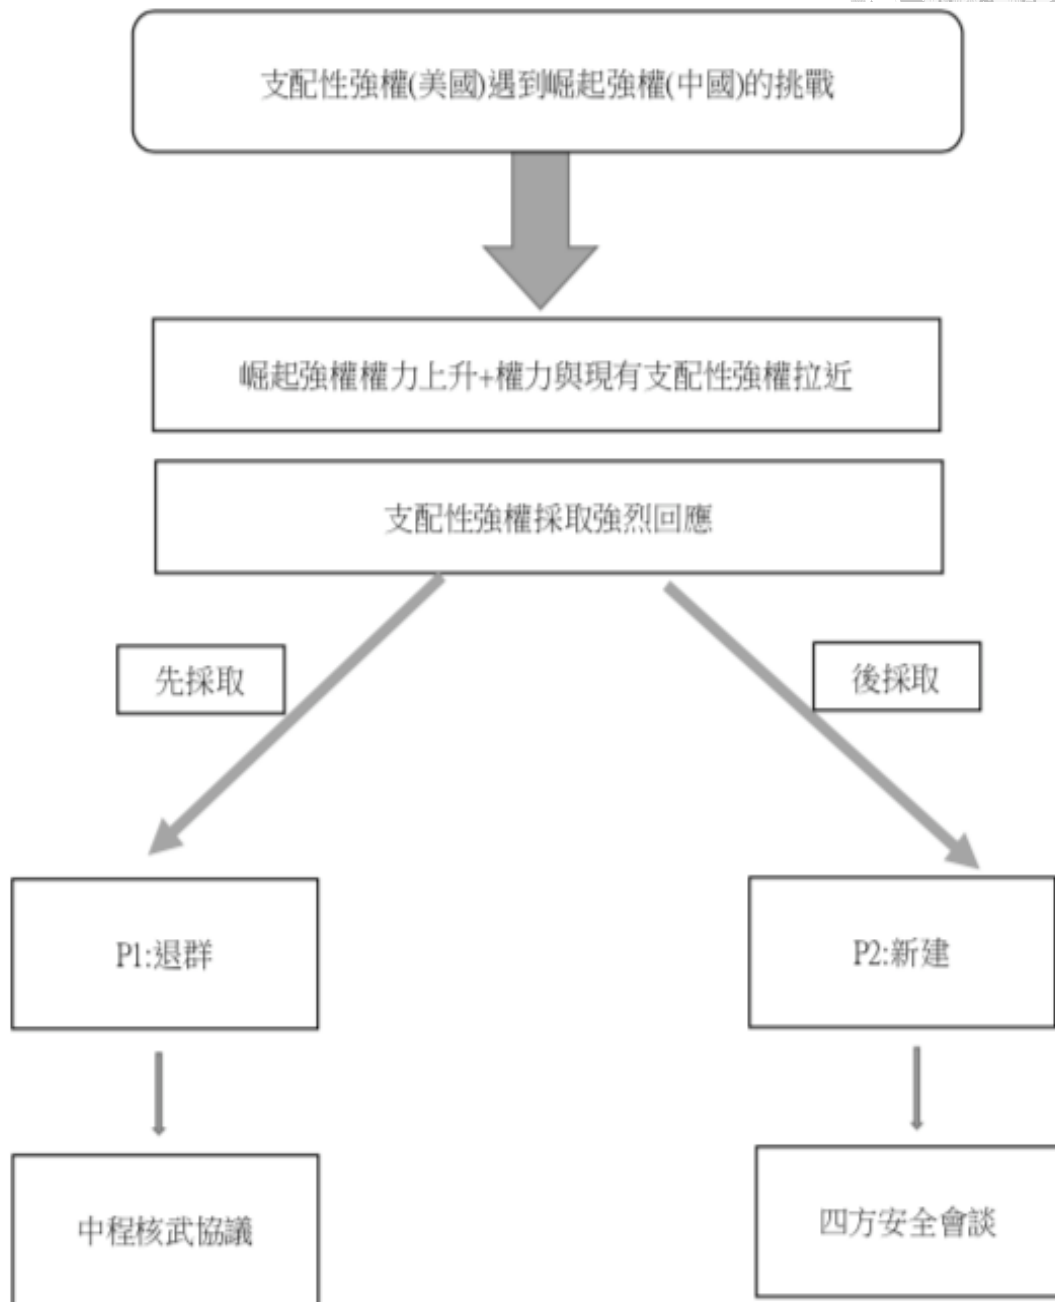 支配性強權(美國)遇到崛起強權(中國)的挑戰
崛起強權權力上升+權力與現有支配性強權拉近
支配性強權採取強烈回應
先採取
後採取
P1:退群
P2:新建
中程核武協議
四方安全會談